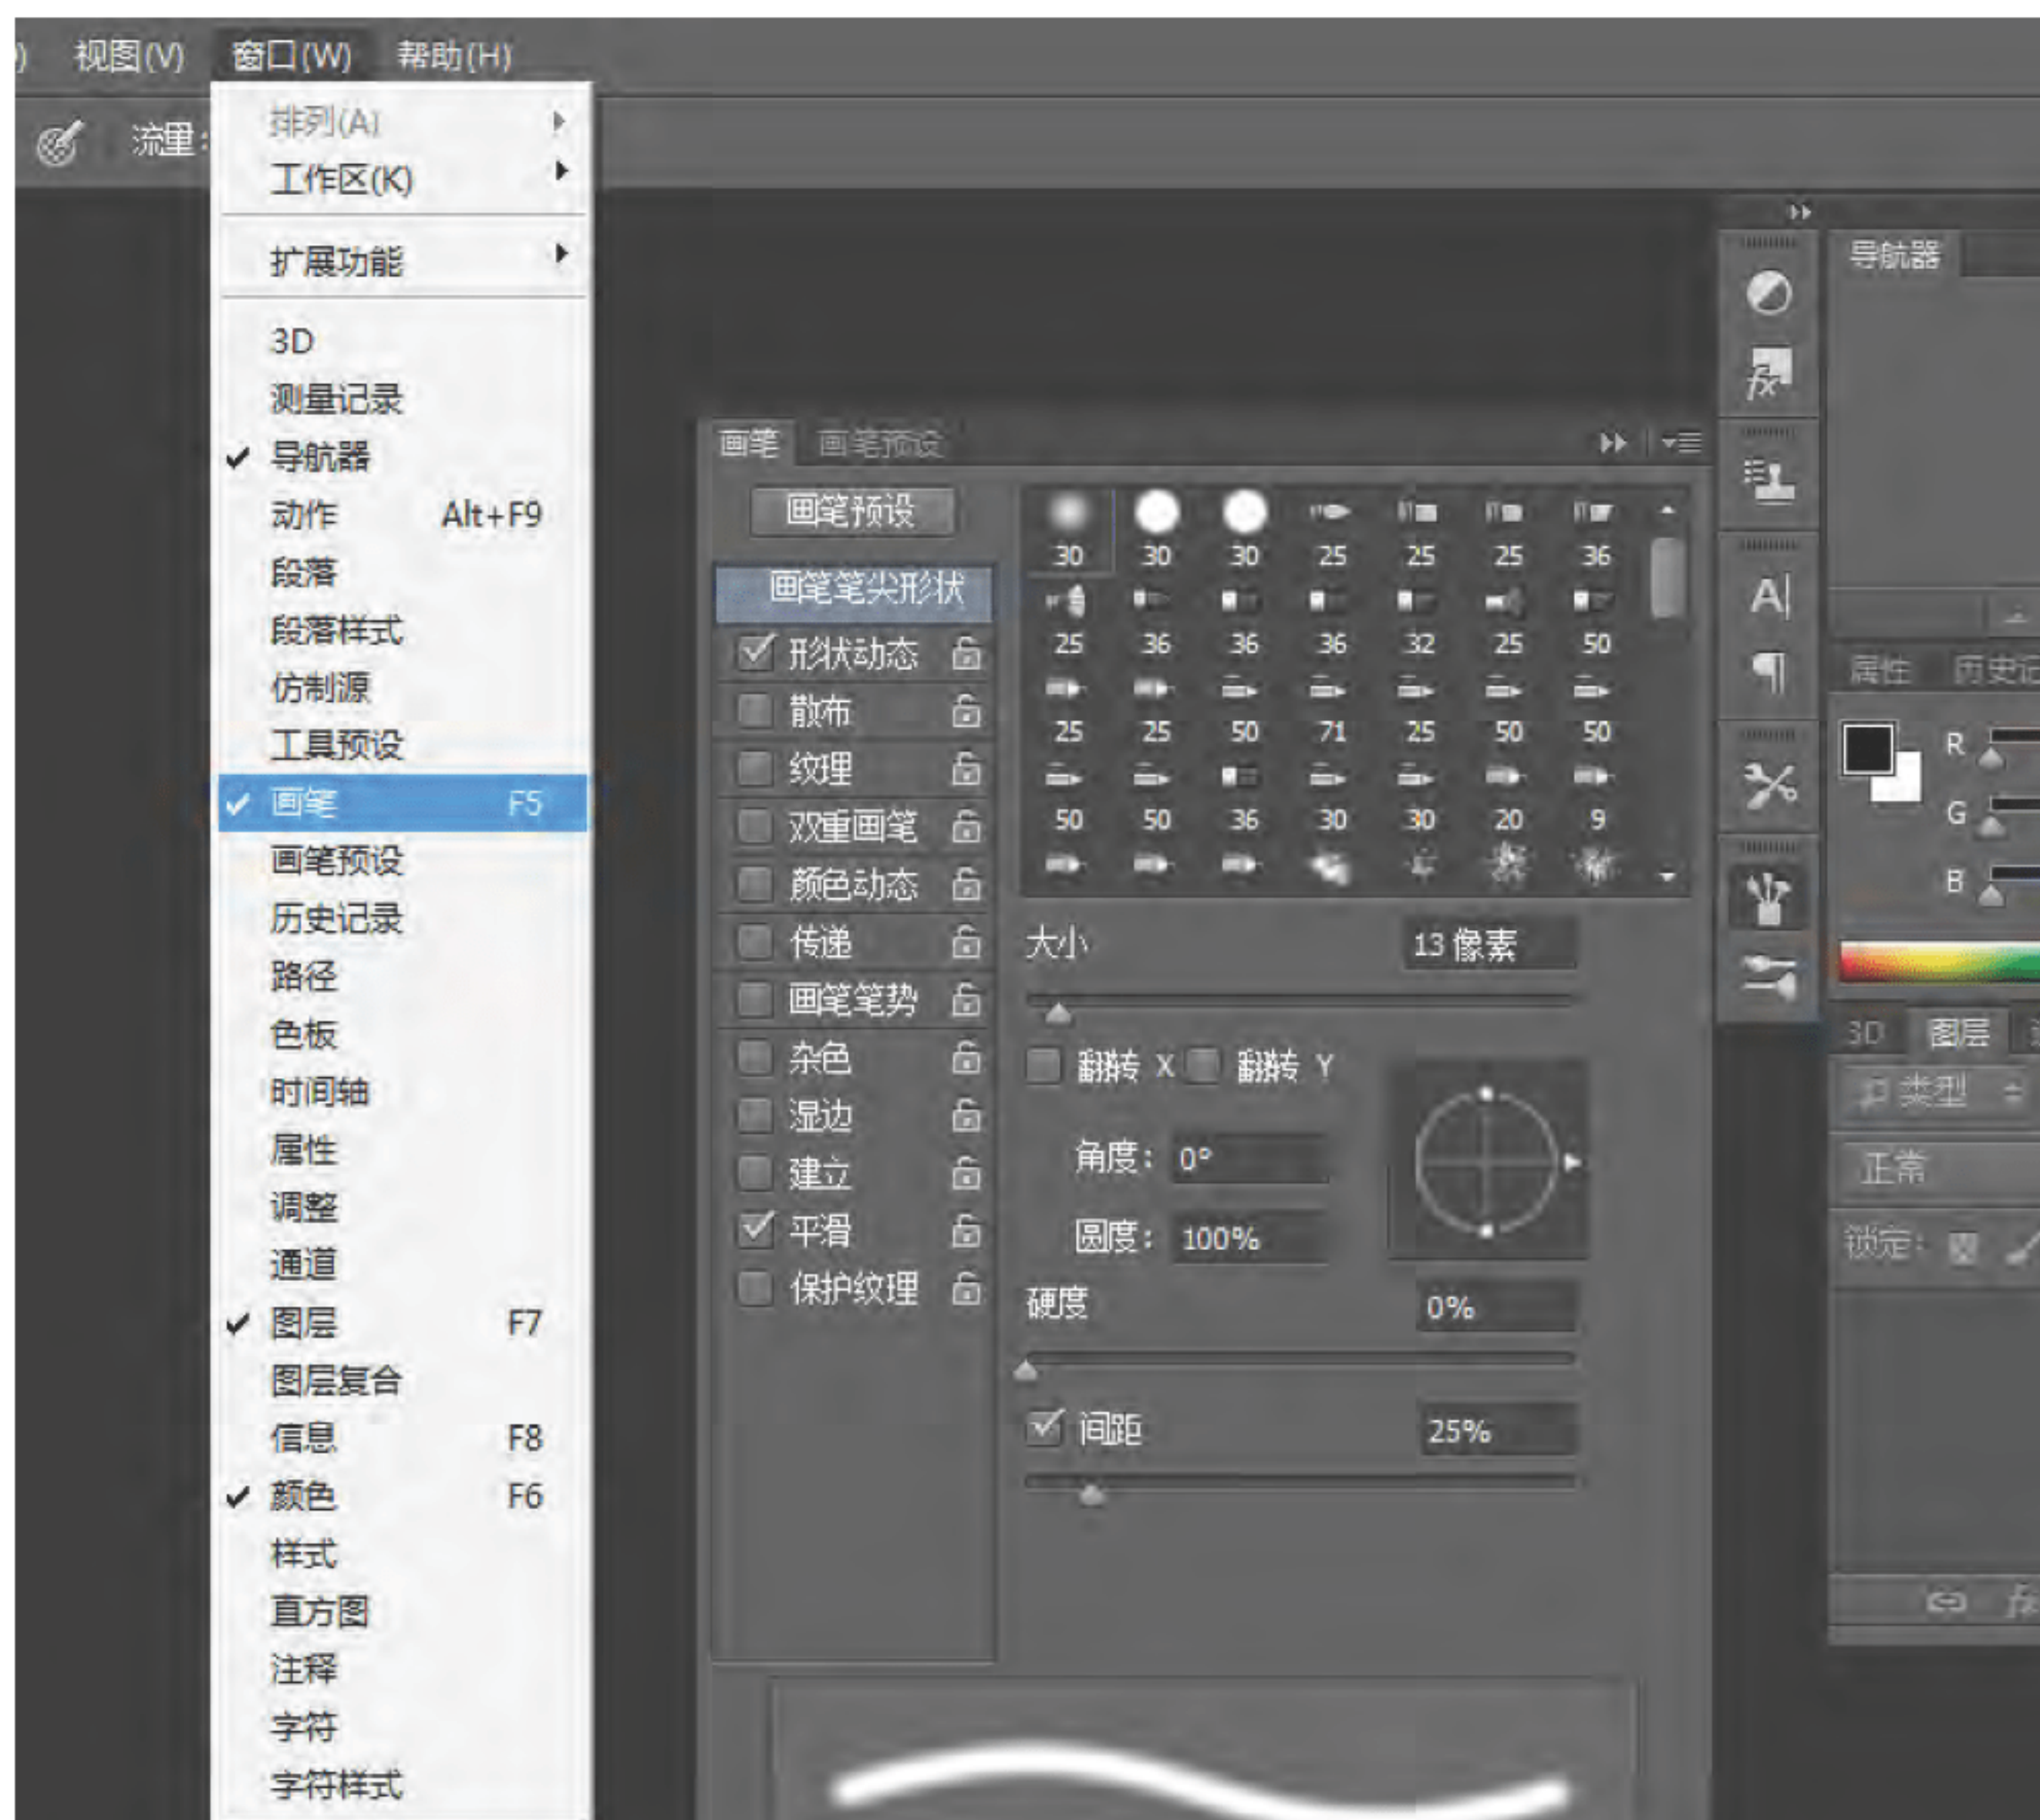 视图(V) 窗口(W) 帮助(H)
流量:
排列(A)
工作区(K)
扩展功能
3D
测量记录
导航器
动作 Alt+F9
段落
段落样式
仿制源
工具预设
画笔 F5
画笔预设
历史记录
路径
色板
时间轴
属性
调整
通道
图层 F7
图层复合
信息 F8
颜色 F6
样式
直方图
注释
字符
字符样式
画笔 画笔预设
画笔预设
画笔笔尖形状
形状动态
散布
纹理
双重画笔
颜色动态
传递
画笔笔势
杂色
湿边
建立
平滑
保护纹理
30 30 30 25 25 25 36
25 36 36 36 32 25 50
25 25 50 71 25 50 50
50 50 36 30 30 20 9
大小 13 像素
翻转 X 翻转 Y
角度: 0°
圆度: 100%
硬度 0%
间距 25%
导航器
属性 历史记
R
G
B
3D 图层
类型
正常
锁定:
fx